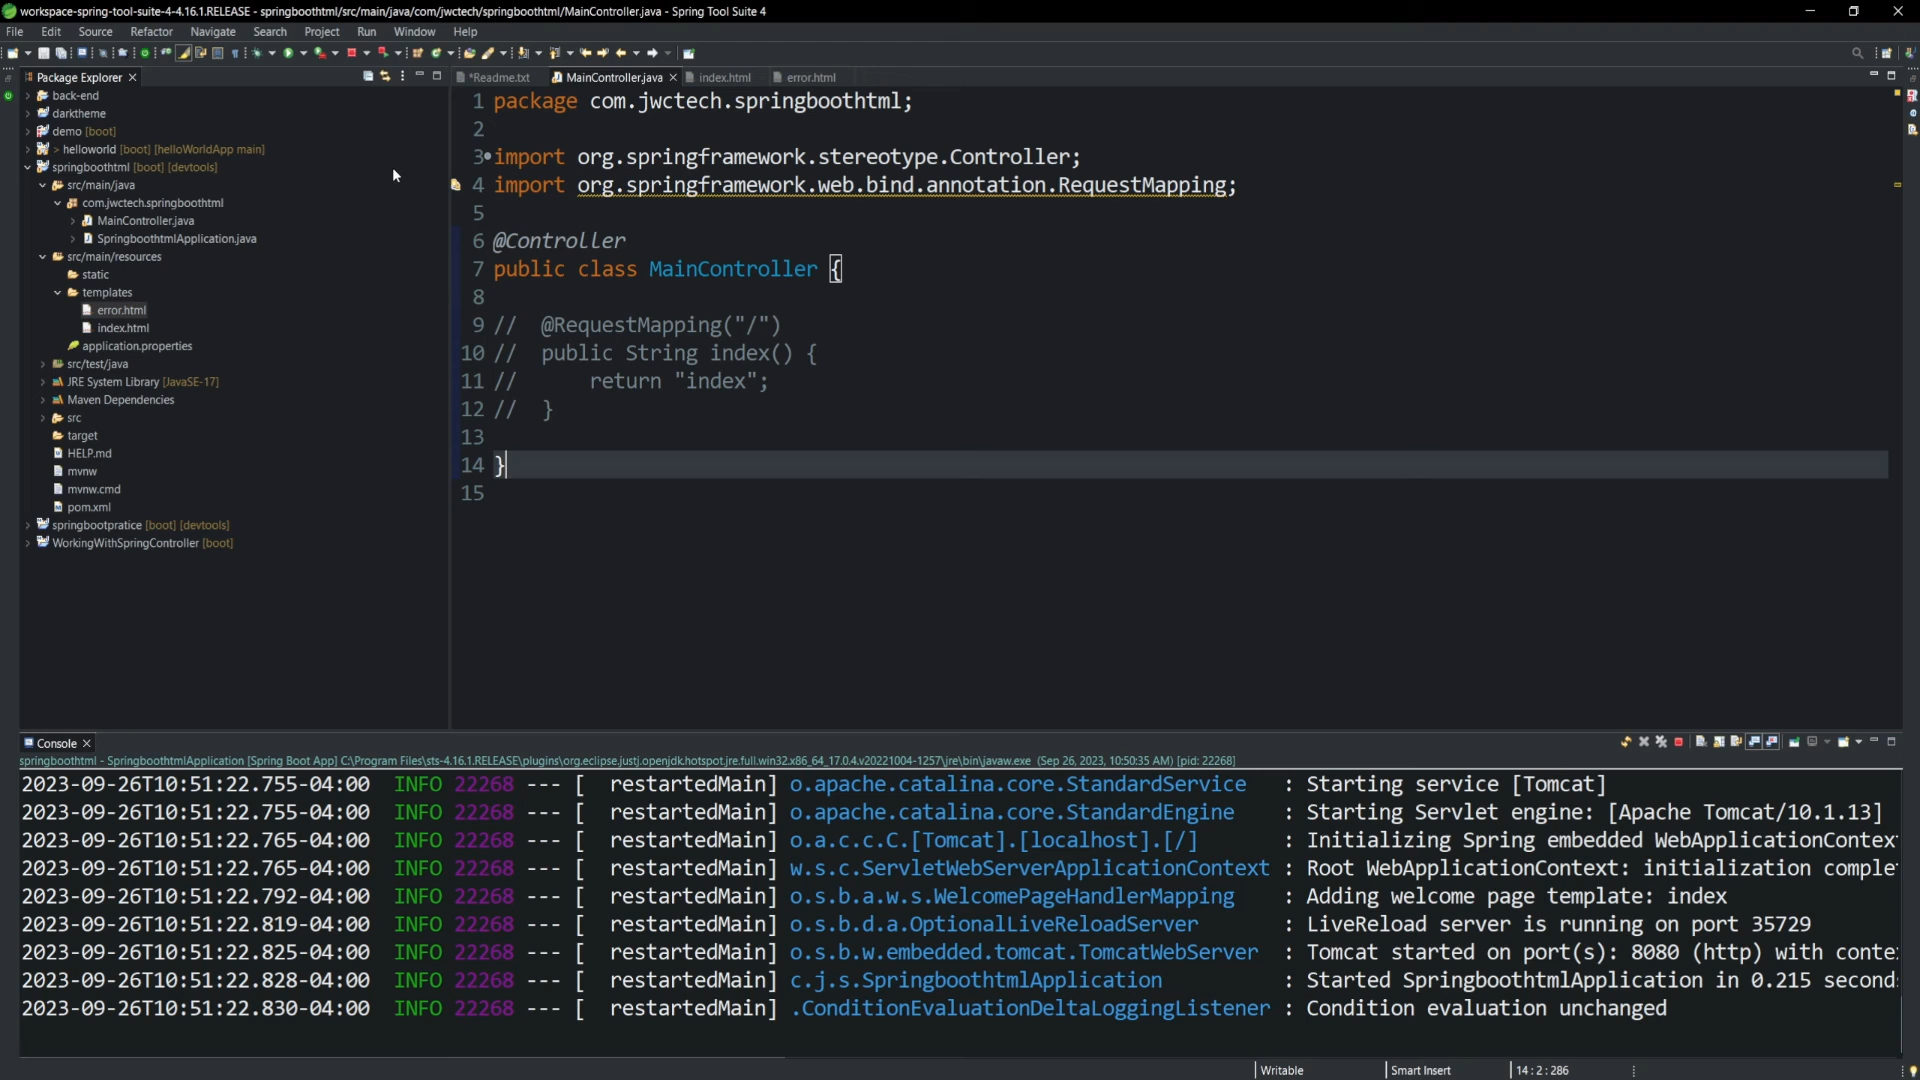 workspace-spring-tool-suite-4-4.16.1.RELEASE - springboothtml/src/main/java/com/jwctech/springboothtml/MainController.java - Spring Tool Suite 4
File Edit Source Refactor Navigate Search Project Run Window Help
Package Explorer
*Readme.txt MainController.java index.html error.html
back-end
darktheme
demo [boot]
> helloworld [boot] [helloWorldApp main]
springboothtml [boot] [devtools]
src/main/java
com.jwctech.springboothtml
MainController.java
SpringboothtmlApplication.java
src/main/resources
static
templates
error.html
index.html
application.properties
src/test/java
JRE System Library [JavaSE-17]
Maven Dependencies
src
target
HELP.md
mvnw
mvnw.cmd
pom.xml
springbootpratice [boot] [devtools]
WorkingWithSpringController [boot]
1 package com.jwctech.springboothtml;
2
3 import org.springframework.stereotype.Controller;
4 import org.springframework.web.bind.annotation.RequestMapping;
5
6 @Controller
7 public class MainController {
8
9 // @RequestMapping("/")
10 // public String index() {
11 // return "index";
12 // }
13
14 }
15
Console
springboothtml - SpringboothtmlApplication [Spring Boot App] C:\Program Files\sts-4.16.1.RELEASE\plugins\org.eclipse.justj.openjdk.hotspot.jre.full.win32.x86_64_17.0.4.v20221004-1257\jre\bin\javaw.exe (Sep 26, 2023, 10:50:35 AM) [pid: 22268]
2023-09-26T10:51:22.755-04:00 INFO 22268 --- [ restartedMain] o.apache.catalina.core.StandardService : Starting service [Tomcat]
2023-09-26T10:51:22.755-04:00 INFO 22268 --- [ restartedMain] o.apache.catalina.core.StandardEngine : Starting Servlet engine: [Apache Tomcat/10.1.13]
2023-09-26T10:51:22.765-04:00 INFO 22268 --- [ restartedMain] o.a.c.c.C.[Tomcat].[localhost].[/] : Initializing Spring embedded WebApplicationContex
2023-09-26T10:51:22.765-04:00 INFO 22268 --- [ restartedMain] w.s.c.ServletWebServerApplicationContext : Root WebApplicationContext: initialization comple
2023-09-26T10:51:22.792-04:00 INFO 22268 --- [ restartedMain] o.s.b.a.w.s.WelcomePageHandlerMapping : Adding welcome page template: index
2023-09-26T10:51:22.819-04:00 INFO 22268 --- [ restartedMain] o.s.b.d.a.OptionalLiveReloadServer : LiveReload server is running on port 35729
2023-09-26T10:51:22.825-04:00 INFO 22268 --- [ restartedMain] o.s.b.w.embedded.tomcat.TomcatWebServer : Tomcat started on port(s): 8080 (http) with conte
2023-09-26T10:51:22.828-04:00 INFO 22268 --- [ restartedMain] c.j.s.SpringboothtmlApplication : Started SpringboothtmlApplication in 0.215 second
2023-09-26T10:51:22.830-04:00 INFO 22268 --- [ restartedMain] .ConditionEvaluationDeltaLoggingListener : Condition evaluation unchanged
Writable Smart Insert 14 : 2 : 286